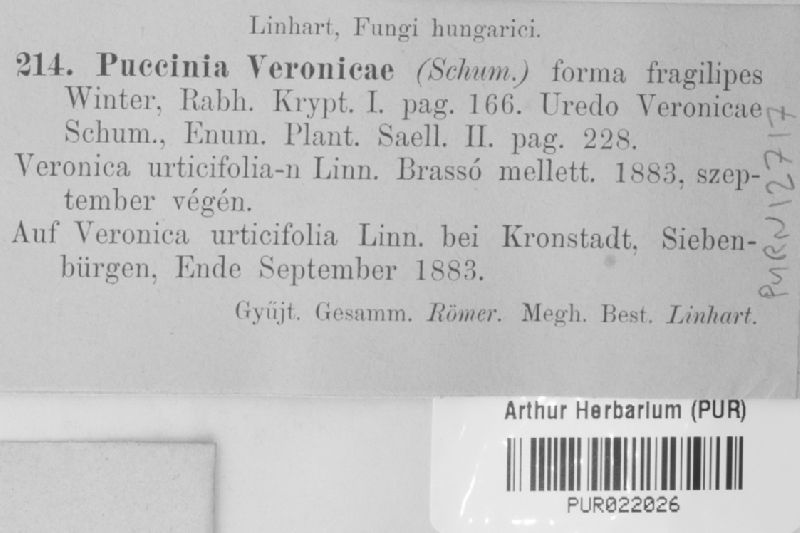 Linhart, Fungi hungarici.
214. Puccinia Veronicae (Schum.) forma fragilipes
Winter, Rabh. Krypt. I. pag. 166. Uredo Veronicae
Schum., Enum. Plant. Saell. II. pag. 228.
Veronica urticifolia-n Linn. Brassó mellett. 1883, szep-
tember végén.
Auf Veronica urticifolia Linn. bei Kronstadt, Sieben-
bürgen, Ende September 1883.
Gyűjt. Gesamm. Römer. Megh. Best. Linhart.
PURN12717
Arthur Herbarium (PUR)
PUR022026